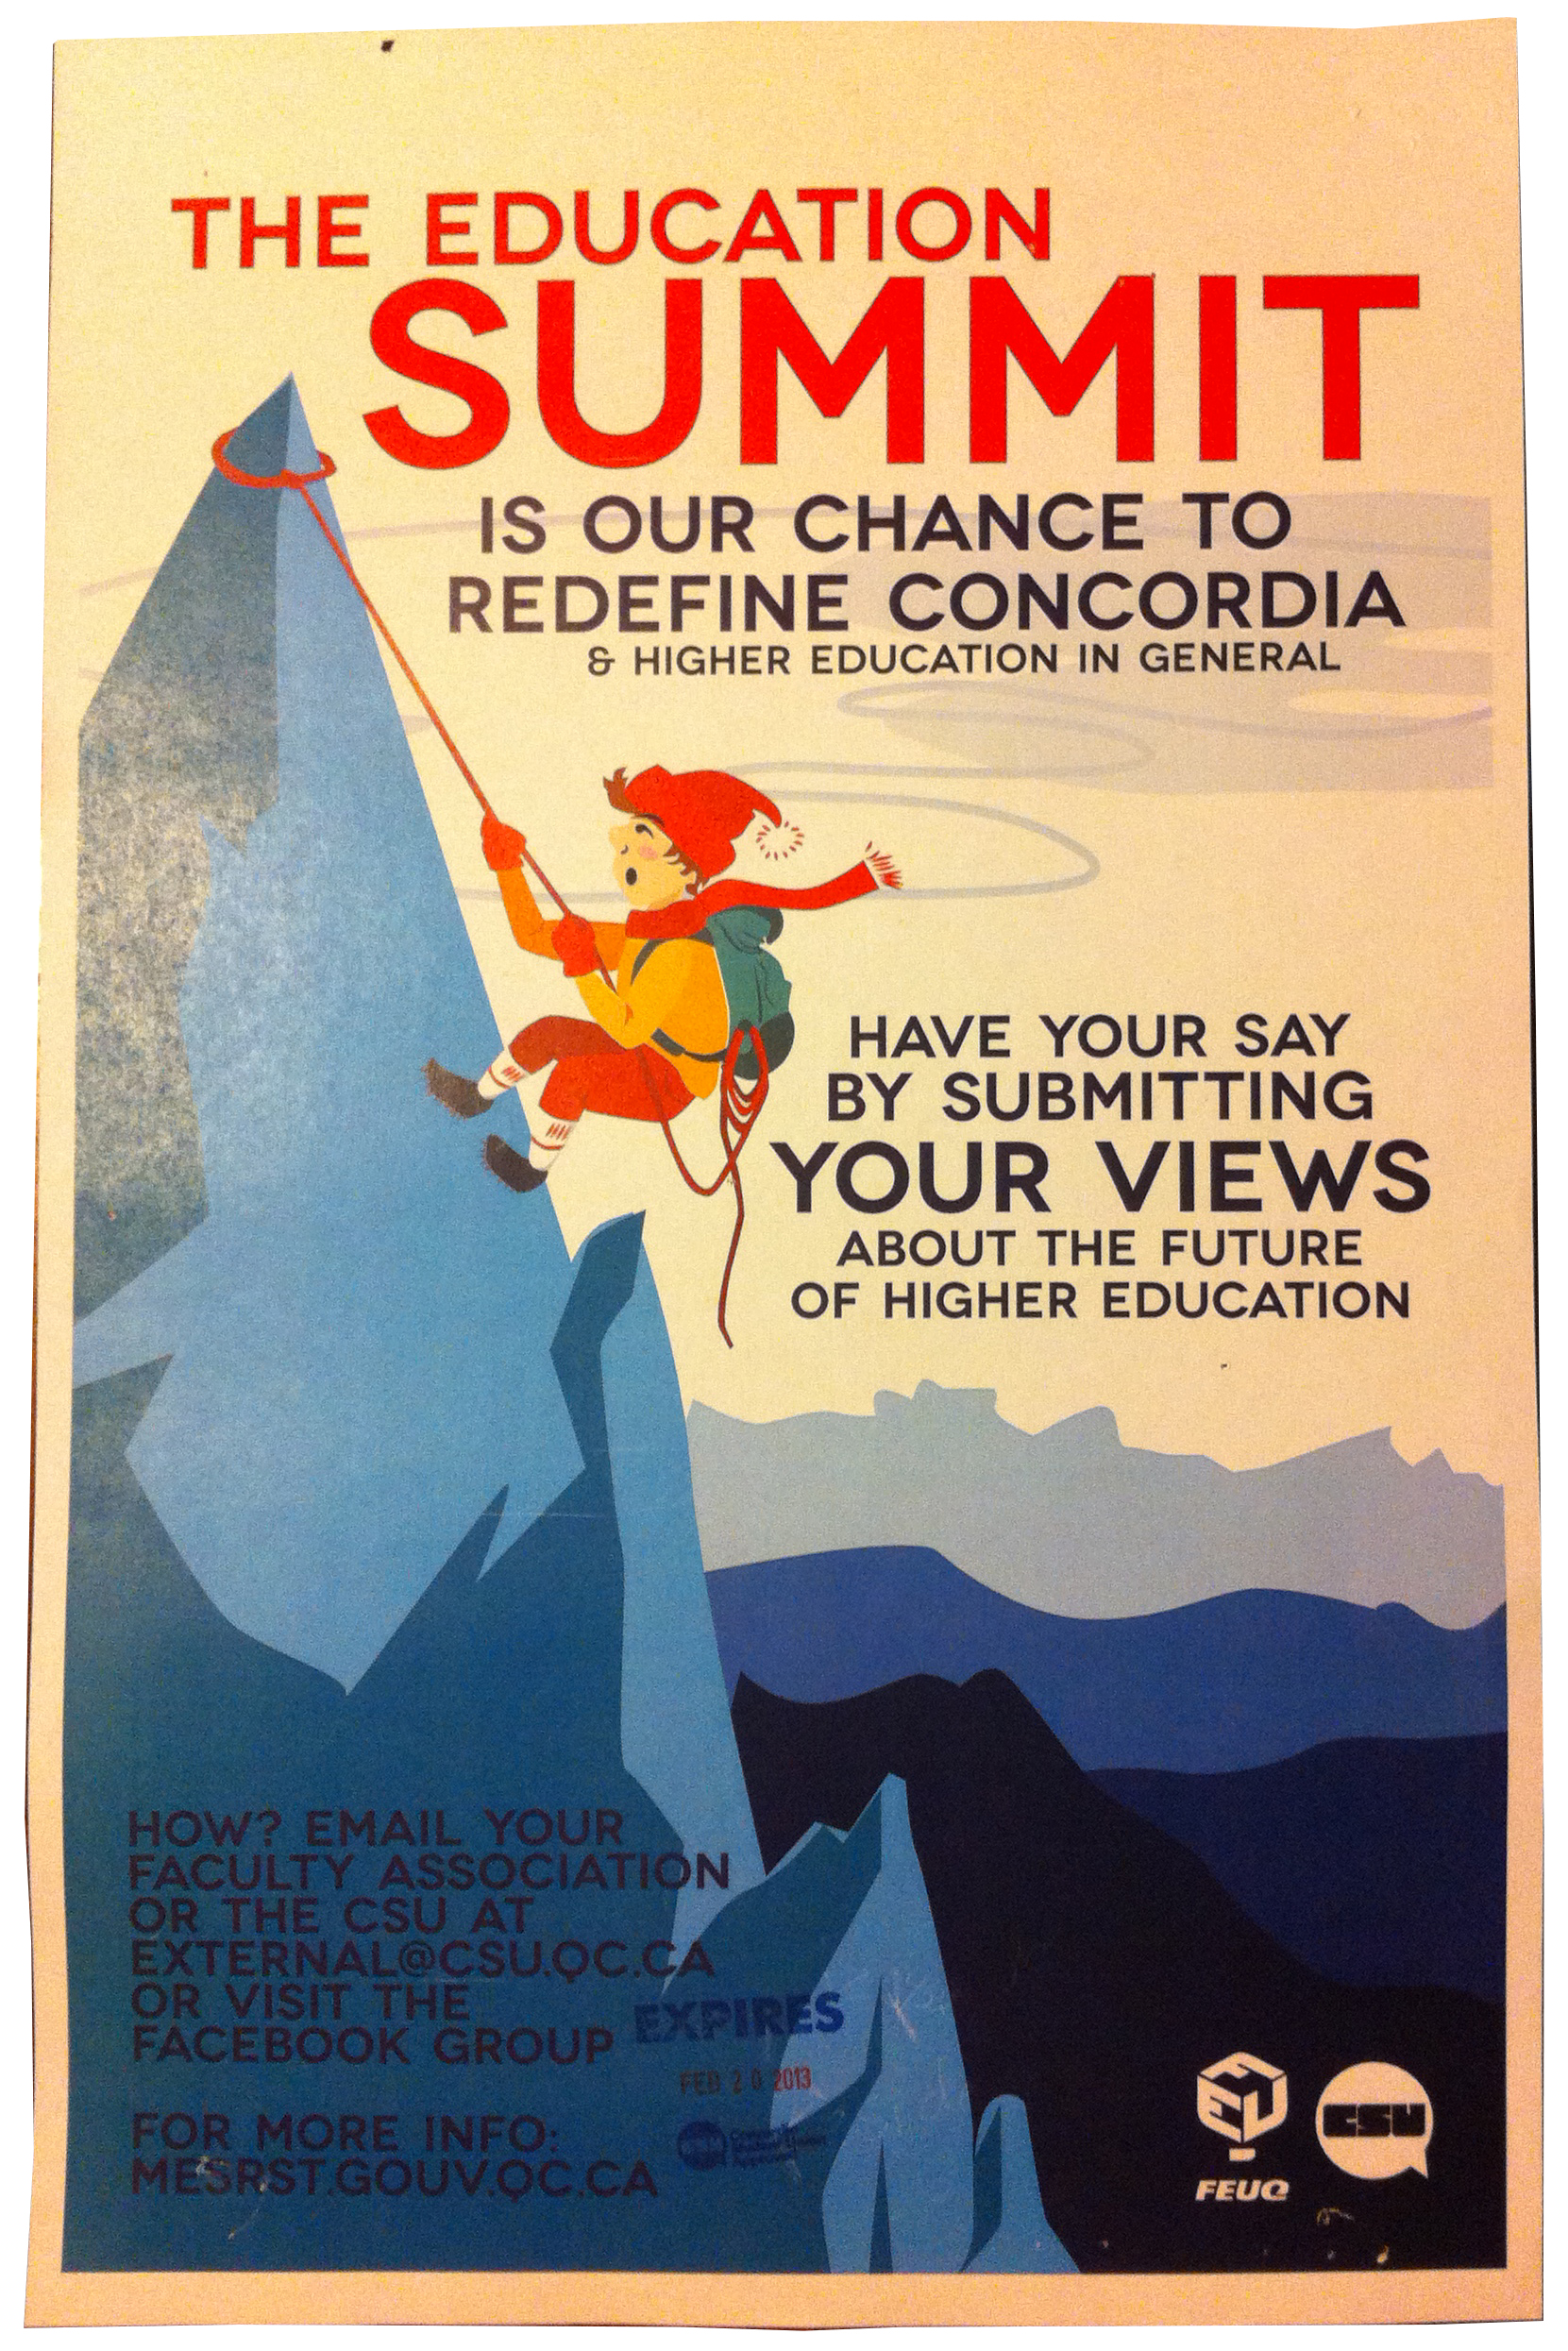 THE EDUCATION
SUMMIT
IS OUR CHANCE TO
REDEFINE CONCORDIA
& HIGHER EDUCATION IN GENERAL
HAVE YOUR SAY
BY SUBMITTING
YOUR VIEWS
ABOUT THE FUTURE
OF HIGHER EDUCATION
HOW? EMAIL YOUR
FACULTY ASSOCIATION
OR THE CSU AT
EXTERNAL@CSU.QC.CA
OR VISIT THE
FACEBOOK GROUP
EXPIRES
FEB 20 2013
FOR MORE INFO:
MESRST.GOUV.QC.CA
FEUQ
CSU